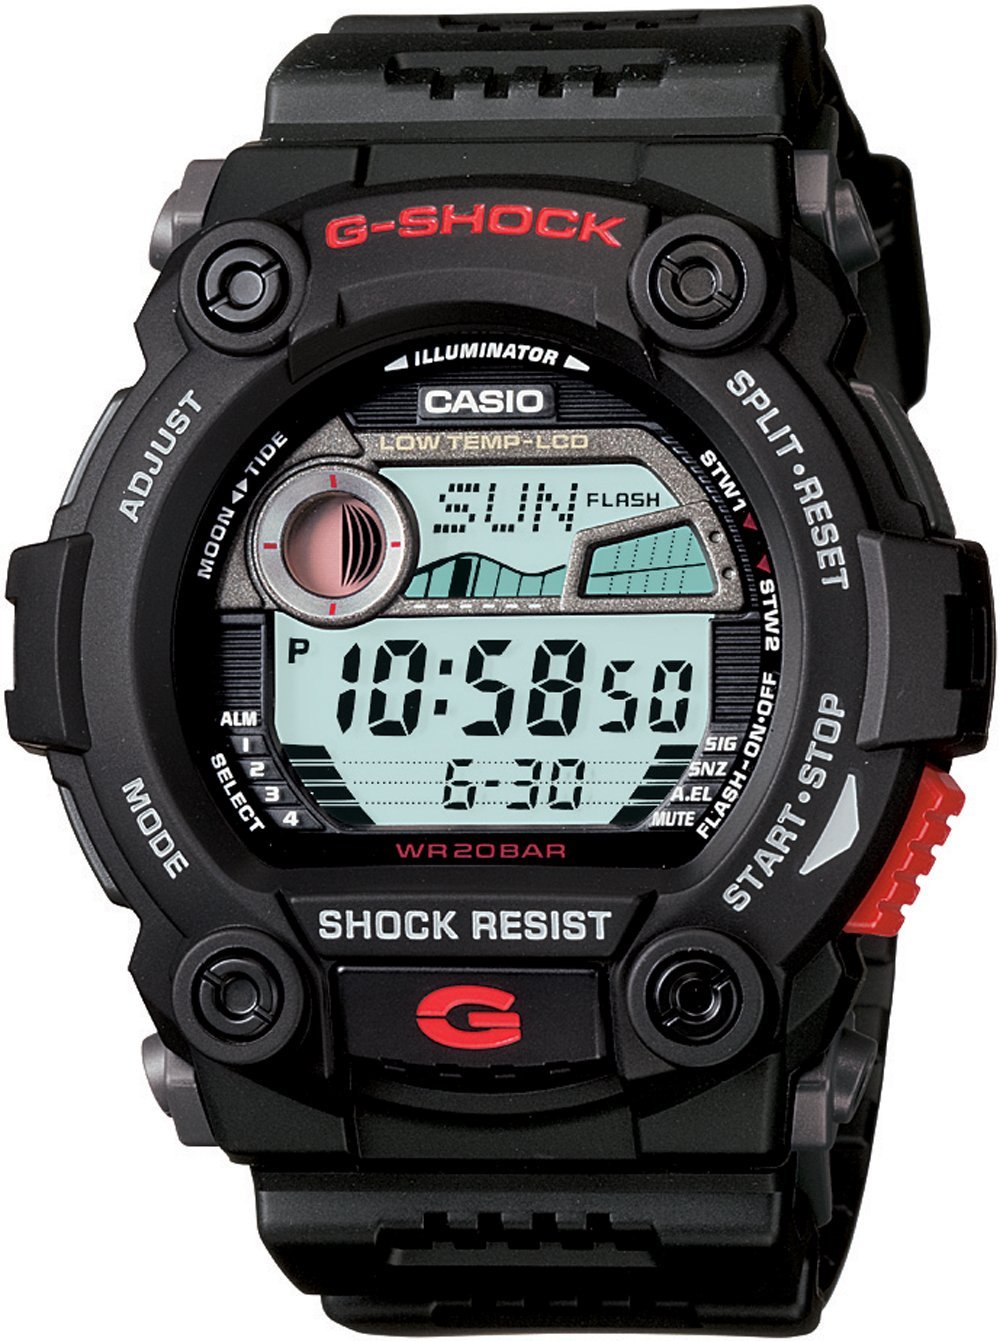 G-SHOCK
ILLUMINATOR
CASIO
LOW TEMP-LCD
ADJUST
MOON TIDE
SPLIT•RESET
STW1
STW2
SUN FLASH
P 10:58 50
6-30
ALM
1
2
3
4
SELECT
SIG
SNZ
A.EL
MUTE
FLASH-ON•OFF
MODE
START•STOP
WR20BAR
SHOCK RESIST
G